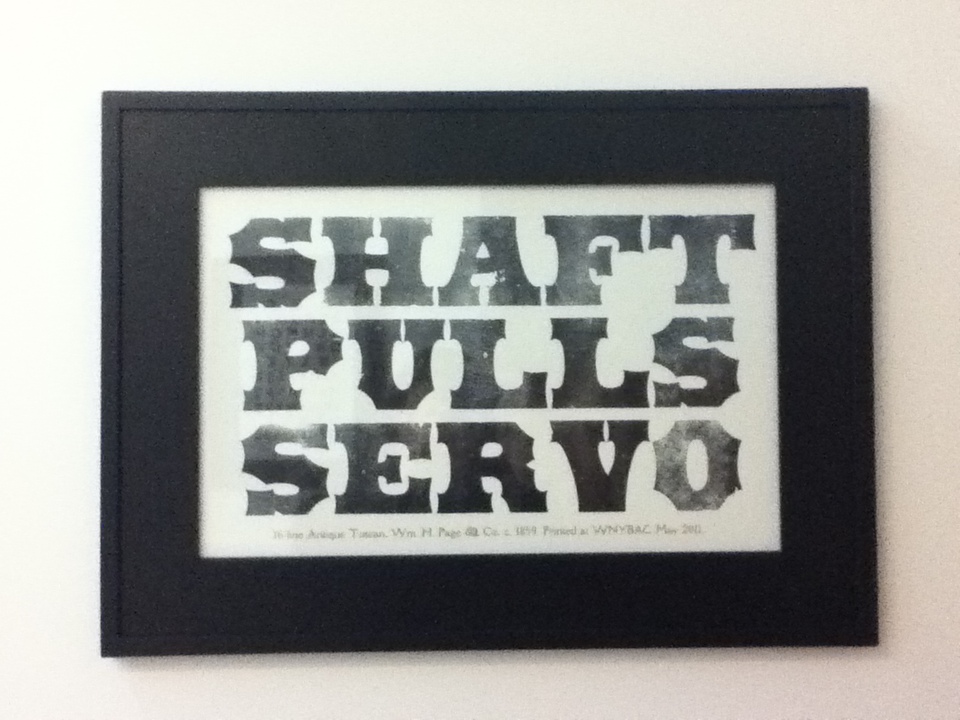 SHAFT
PULLS
SERVO
16-line Antique Tuscan, Wm. H. Page & Co. c. 1859. Printed at WNYBAC May 2011.